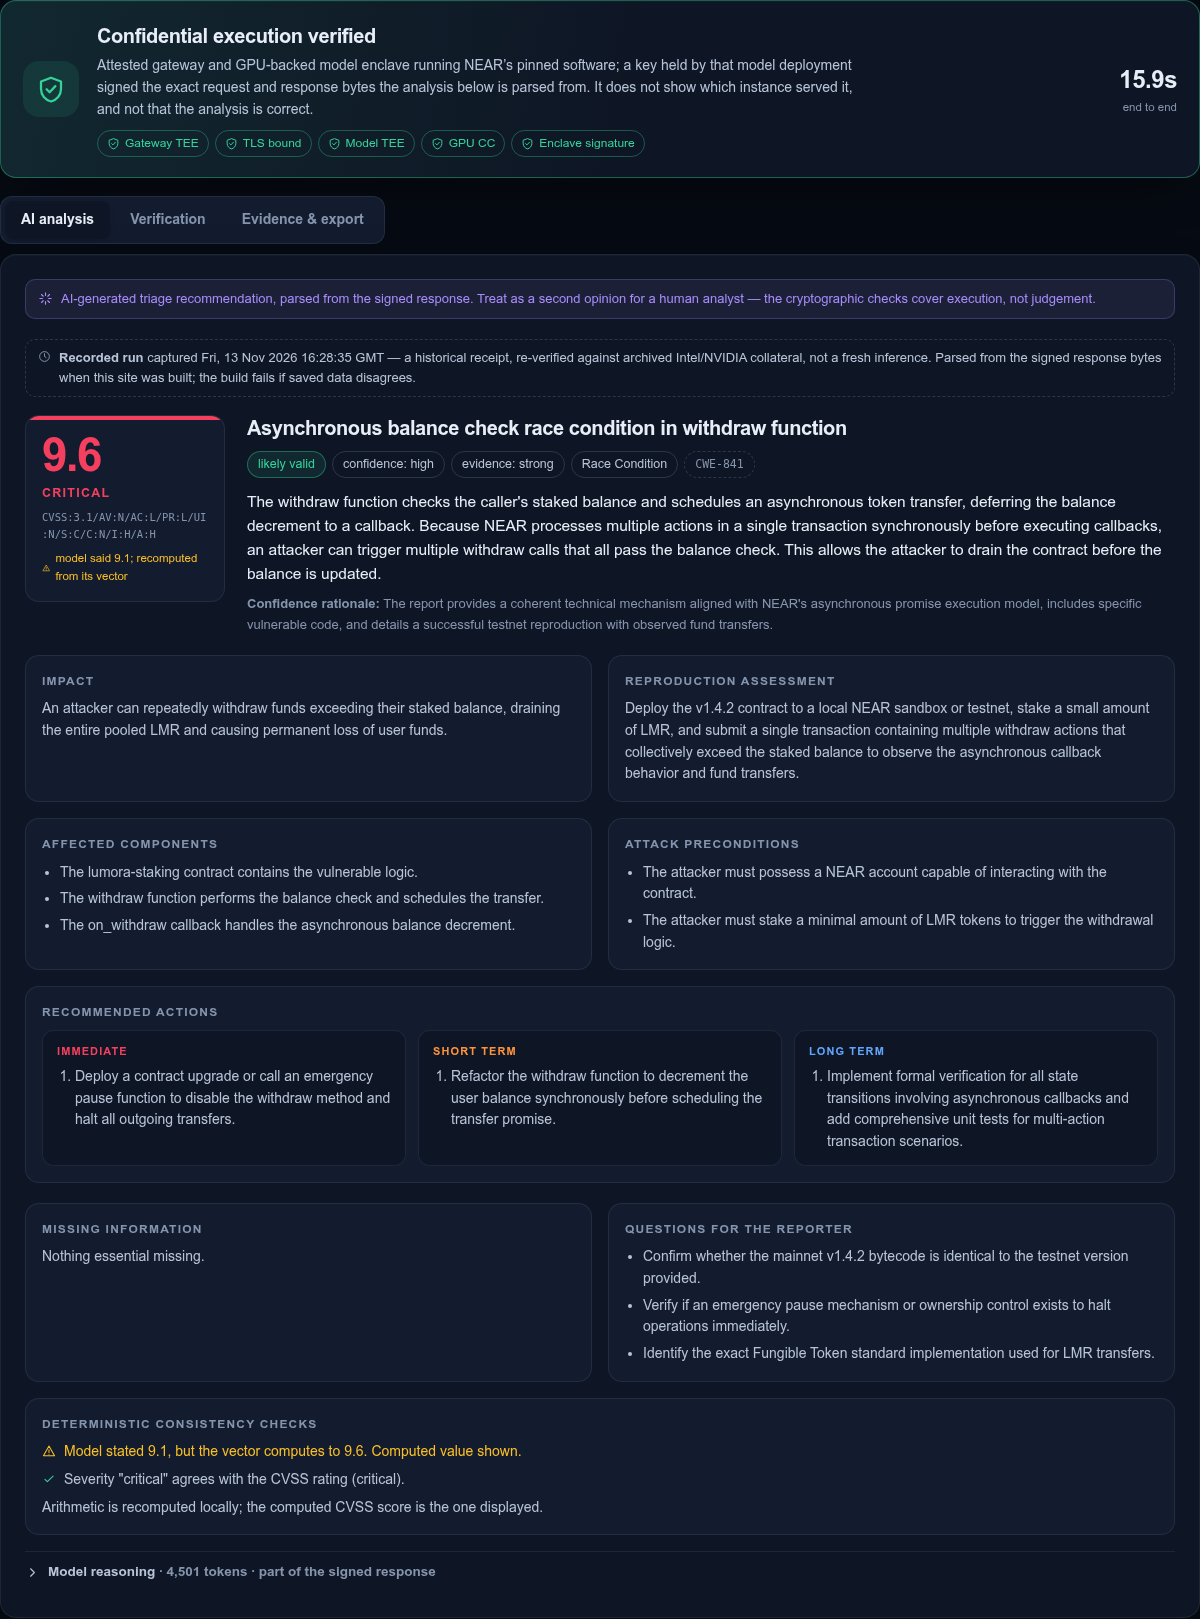 Confidential execution verified
Attested gateway and GPU-backed model enclave running NEAR's pinned software; a key held by that model deployment
signed the exact request and response bytes the analysis below is parsed from. It does not show which instance served it,
and not that the analysis is correct.
15.9s
end to end
Gateway TEE
TLS bound
Model TEE
GPU CC
Enclave signature
AI analysis
Verification
Evidence & export
AI-generated triage recommendation, parsed from the signed response. Treat as a second opinion for a human analyst — the cryptographic checks cover execution, not judgement.
Recorded run captured Fri, 13 Nov 2026 16:28:35 GMT — a historical receipt, re-verified against archived Intel/NVIDIA collateral, not a fresh inference. Parsed from the signed response bytes
when this site was built; the build fails if saved data disagrees.
9.6
CRITICAL
CVSS:3.1/AV:N/AC:L/PR:L/UI
:N/S:C/C:N/I:H/A:H
model said 9.1; recomputed
from its vector
Asynchronous balance check race condition in withdraw function
likely valid
confidence: high
evidence: strong
Race Condition
CWE-841
The withdraw function checks the caller's staked balance and schedules an asynchronous token transfer, deferring the balance
decrement to a callback. Because NEAR processes multiple actions in a single transaction synchronously before executing callbacks,
an attacker can trigger multiple withdraw calls that all pass the balance check. This allows the attacker to drain the contract before the
balance is updated.
Confidence rationale: The report provides a coherent technical mechanism aligned with NEAR's asynchronous promise execution model, includes specific
vulnerable code, and details a successful testnet reproduction with observed fund transfers.
IMPACT
An attacker can repeatedly withdraw funds exceeding their staked balance, draining
the entire pooled LMR and causing permanent loss of user funds.
REPRODUCTION ASSESSMENT
Deploy the v1.4.2 contract to a local NEAR sandbox or testnet, stake a small amount
of LMR, and submit a single transaction containing multiple withdraw actions that
collectively exceed the staked balance to observe the asynchronous callback
behavior and fund transfers.
AFFECTED COMPONENTS
• The lumora-staking contract contains the vulnerable logic.
• The withdraw function performs the balance check and schedules the transfer.
• The on_withdraw callback handles the asynchronous balance decrement.
ATTACK PRECONDITIONS
• The attacker must possess a NEAR account capable of interacting with the
contract.
• The attacker must stake a minimal amount of LMR tokens to trigger the withdrawal
logic.
RECOMMENDED ACTIONS
IMMEDIATE
1. Deploy a contract upgrade or call an emergency
pause function to disable the withdraw method and
halt all outgoing transfers.
SHORT TERM
1. Refactor the withdraw function to decrement the
user balance synchronously before scheduling the
transfer promise.
LONG TERM
1. Implement formal verification for all state
transitions involving asynchronous callbacks and
add comprehensive unit tests for multi-action
transaction scenarios.
MISSING INFORMATION
Nothing essential missing.
QUESTIONS FOR THE REPORTER
• Confirm whether the mainnet v1.4.2 bytecode is identical to the testnet version
provided.
• Verify if an emergency pause mechanism or ownership control exists to halt
operations immediately.
• Identify the exact Fungible Token standard implementation used for LMR transfers.
DETERMINISTIC CONSISTENCY CHECKS
Model stated 9.1, but the vector computes to 9.6. Computed value shown.
Severity "critical" agrees with the CVSS rating (critical).
Arithmetic is recomputed locally; the computed CVSS score is the one displayed.
Model reasoning · 4,501 tokens · part of the signed response